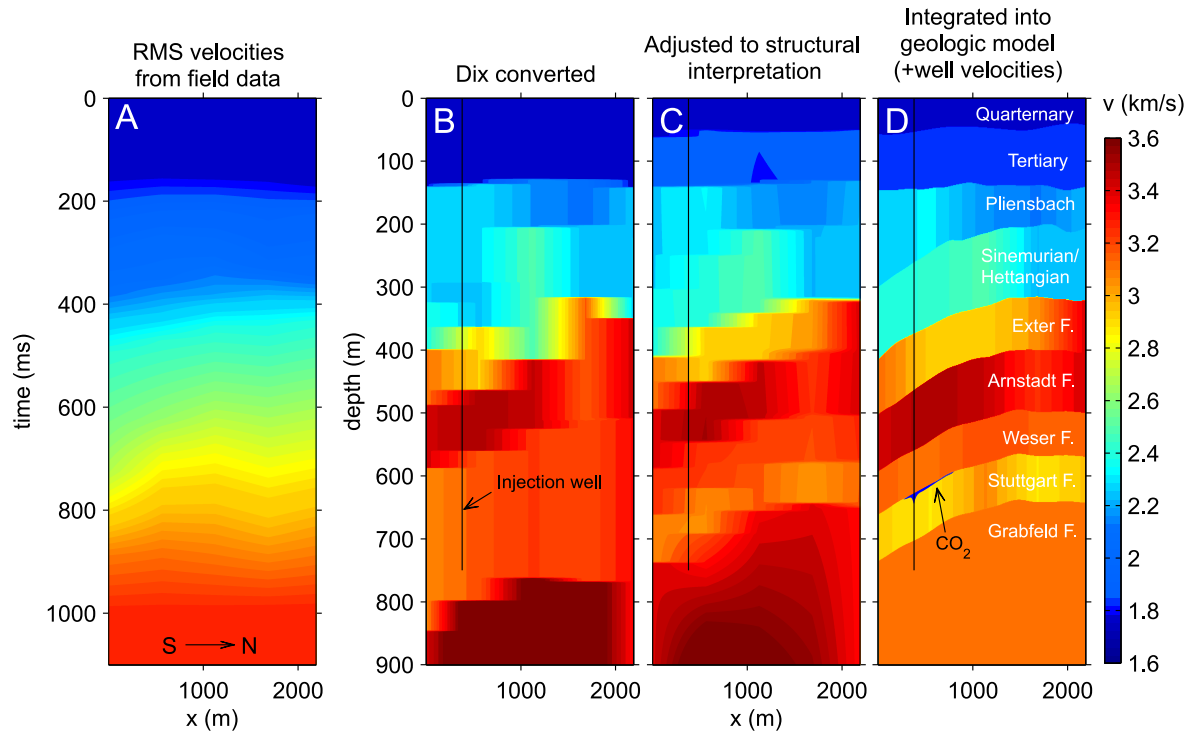 RMS velocities
from field data
Dix converted
Adjusted to structural
interpretation
Integrated into
geologic model
(+well velocities)
v (km/s)
A
B
C
D
0
200
400
600
800
1000
time (ms)
S → N
1000
2000
x (m)
0
100
200
300
400
500
600
700
800
900
depth (m)
Injection well
1000
2000
1000
2000
x (m)
Quarternary
Tertiary
Pliensbach
Sinemurian/
Hettangian
Exter F.
Arnstadt F.
Weser F.
Stuttgart F.
Grabfeld F.
CO₂
1000
2000
3.6
3.4
3.2
3
2.8
2.6
2.4
2.2
2
1.8
1.6